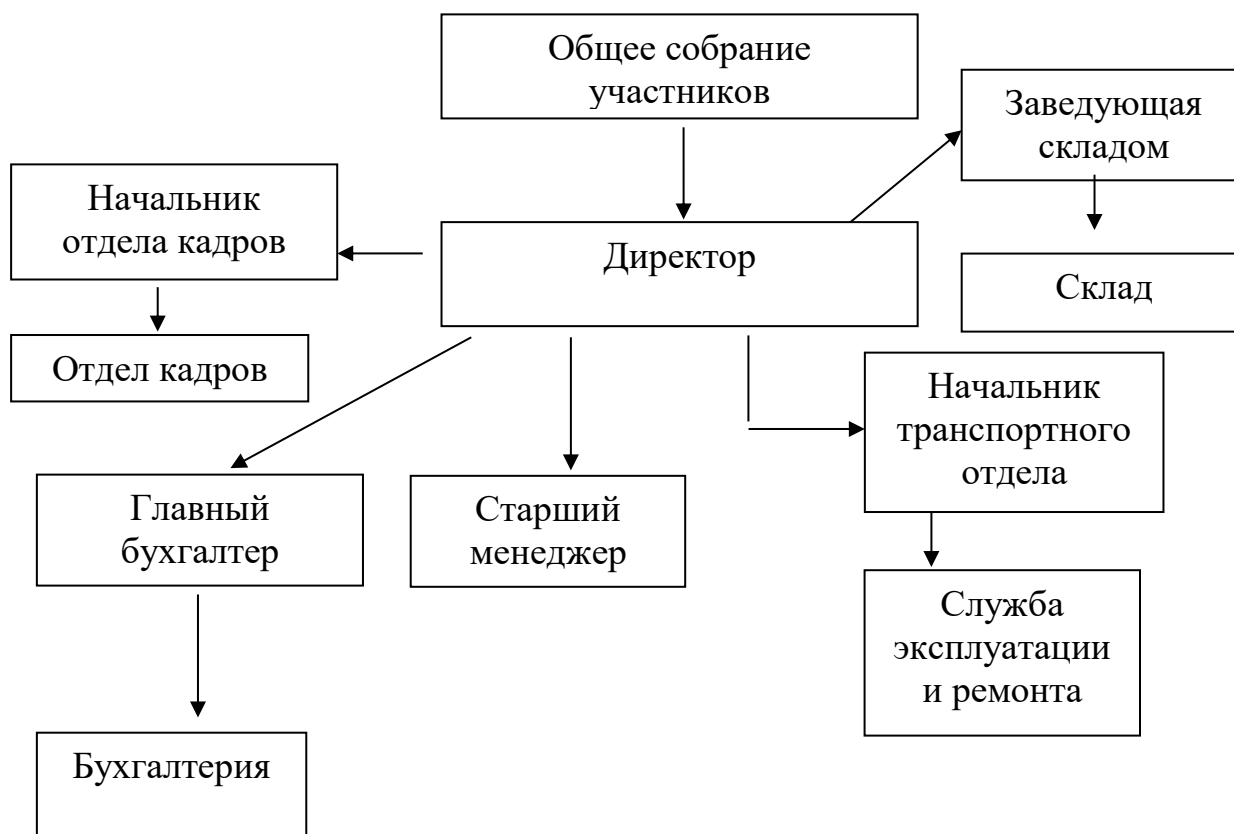 Общее собрание
участников
Заведующая
складом
Начальник
отдела кадров
Директор
Склад
Отдел кадров
Начальник
транспортного
отдела
Главный
бухгалтер
Старший
менеджер
Служба
эксплуатации
и ремонта
Бухгалтерия